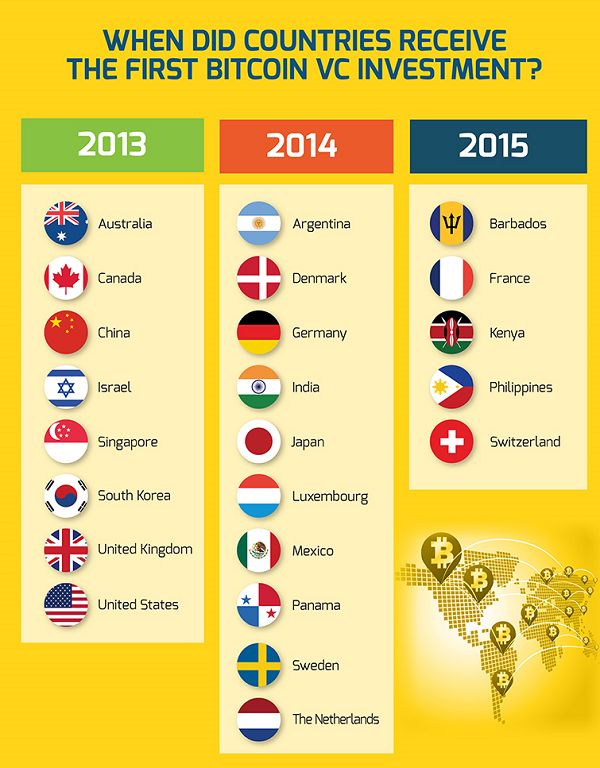 WHEN DID COUNTRIES RECEIVE
THE FIRST BITCOIN VC INVESTMENT?
2013
Australia
Canada
China
Israel
Singapore
South Korea
United Kingdom
United States
2014
Argentina
Denmark
Germany
India
Japan
Luxembourg
Mexico
Panama
Sweden
The Netherlands
2015
Barbados
France
Kenya
Philippines
Switzerland